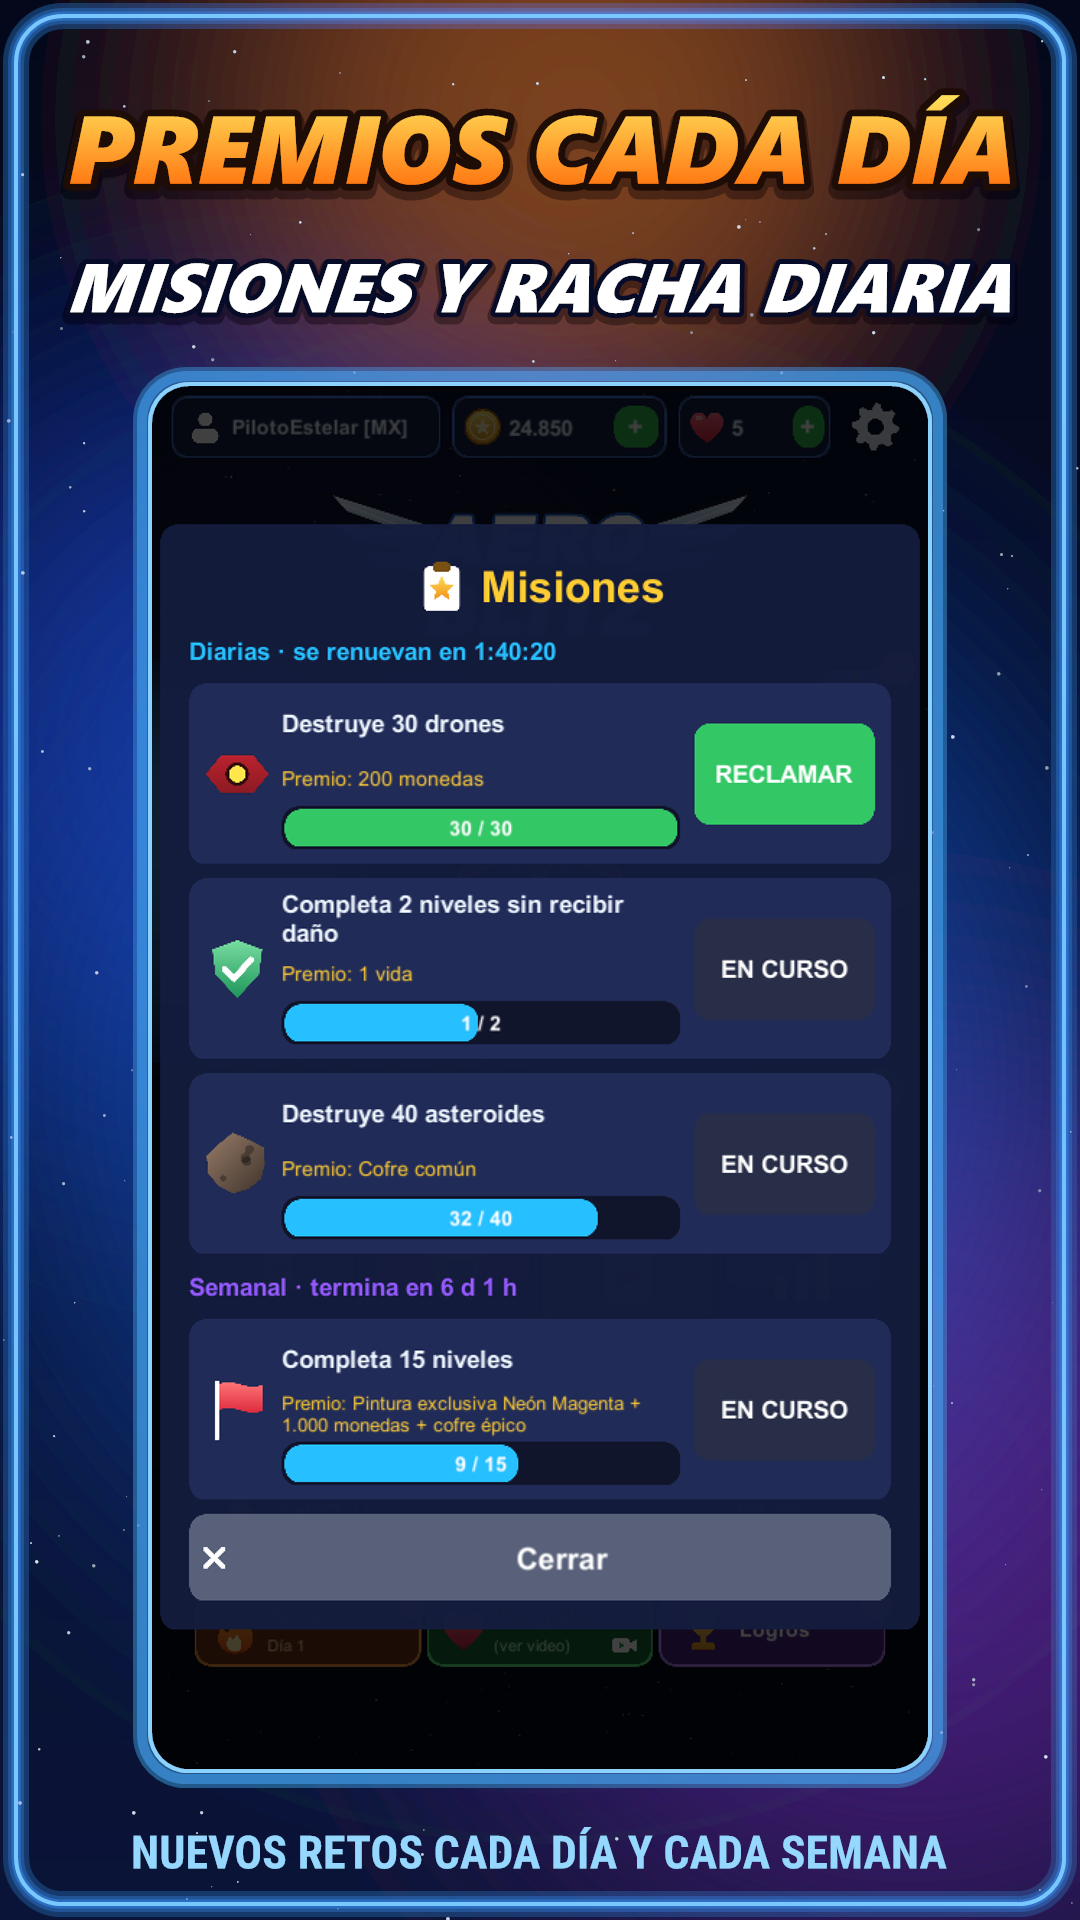 PREMIOS CADA DÍA
MISIONES Y RACHA DIARIA
PilotoEstelar [MX]
24.850
+
5
+
AERO
Misiones
Diarias · se renuevan en 1:40:20
Destruye 30 drones
Premio: 200 monedas
30 / 30
RECLAMAR
Completa 2 niveles sin recibir
daño
Premio: 1 vida
1 / 2
EN CURSO
Destruye 40 asteroides
Premio: Cofre común
32 / 40
EN CURSO
Semanal · termina en 6 d 1 h
Completa 15 niveles
Premio: Pintura exclusiva Neón Magenta +
1.000 monedas + cofre épico
9 / 15
EN CURSO
Cerrar
Día 1
(ver video)
Logros
NUEVOS RETOS CADA DÍA Y CADA SEMANA